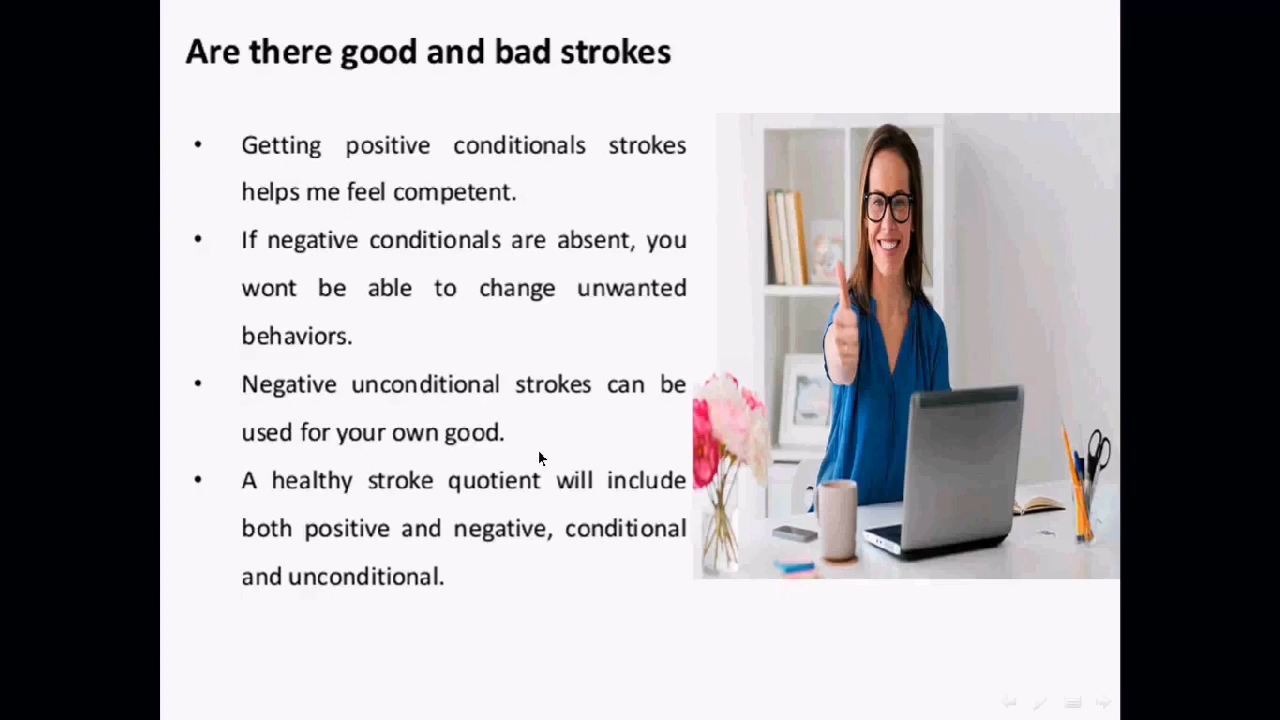 Are there good and bad strokes
• Getting positive conditionals strokes
helps me feel competent.
• If negative conditionals are absent, you
wont be able to change unwanted
behaviors.
• Negative unconditional strokes can be
used for your own good.
• A healthy stroke quotient will include
both positive and negative, conditional
and unconditional.